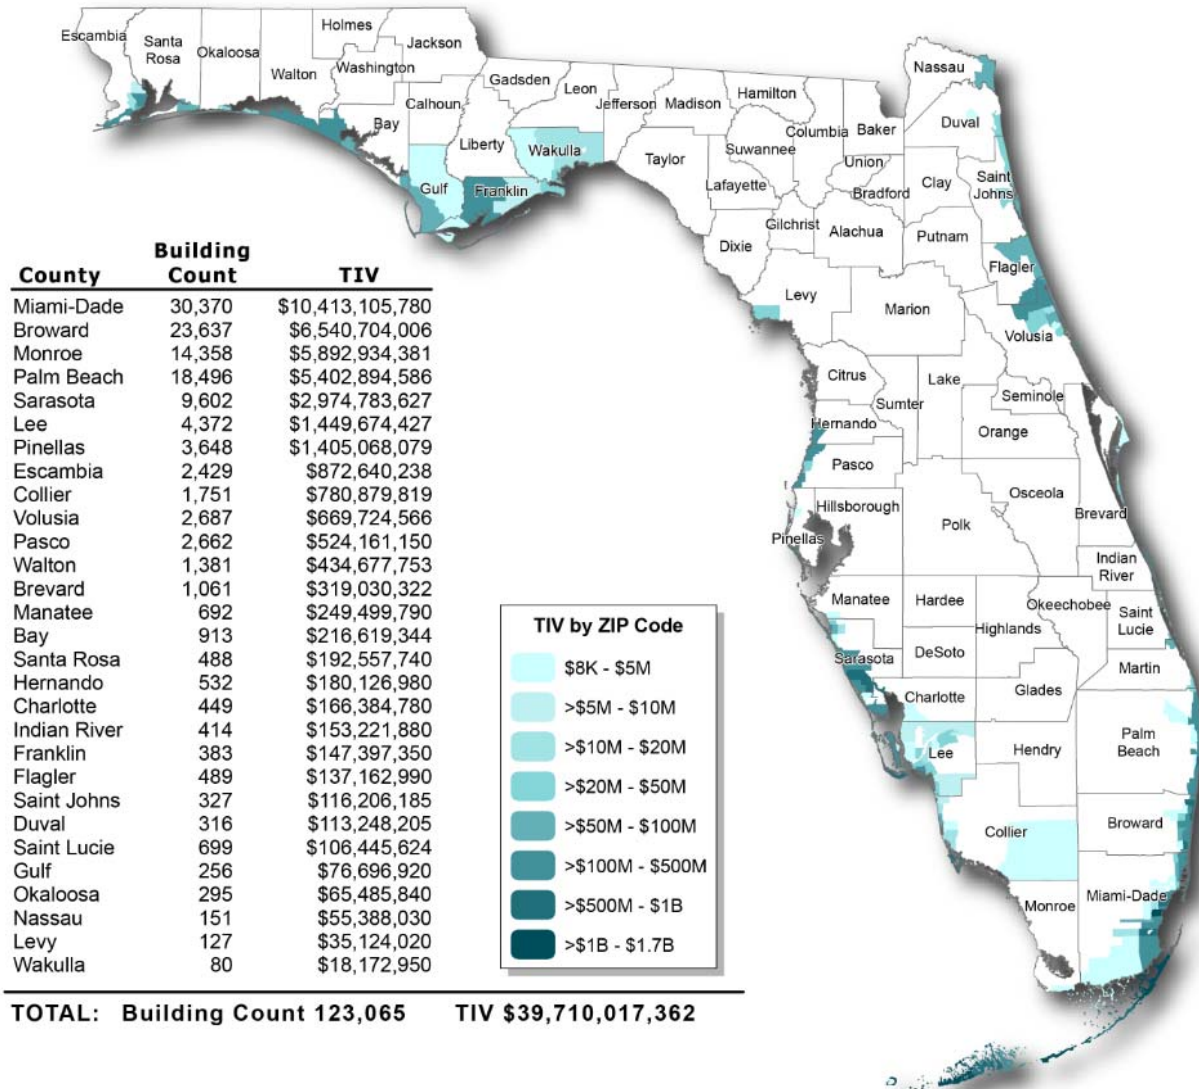 Escambia
Santa
Rosa
Okaloosa
Walton
Holmes
Washington
Jackson
Bay
Calhoun
Gulf
Liberty
Gadsden
Franklin
Leon
Wakulla
Jefferson
Madison
Taylor
Hamilton
Suwannee
Lafayette
Dixie
Columbia
Gilchrist
Baker
Union
Bradford
Alachua
Levy
Nassau
Duval
Clay
Saint
Johns
Putnam
Flagler
Marion
Volusia
Citrus
Sumter
Lake
Seminole
Hernando
Orange
Pasco
Osceola
Hillsborough
Polk
Brevard
Pinellas
Indian
River
Manatee
Hardee
Okeechobee
Saint
Lucie
Highlands
Sarasota
DeSoto
Martin
Charlotte
Glades
Palm
Beach
Lee
Hendry
Collier
Broward
Monroe
Miami-Dade
County Building Count TIV
Miami-Dade 30,370 $10,413,105,780
Broward 23,637 $6,540,704,006
Monroe 14,358 $5,892,934,381
Palm Beach 18,496 $5,402,894,586
Sarasota 9,602 $2,974,783,627
Lee 4,372 $1,449,674,427
Pinellas 3,648 $1,405,068,079
Escambia 2,429 $872,640,238
Collier 1,751 $780,879,819
Volusia 2,687 $669,724,566
Pasco 2,662 $524,161,150
Walton 1,381 $434,677,753
Brevard 1,061 $319,030,322
Manatee 692 $249,499,790
Bay 913 $216,619,344
Santa Rosa 488 $192,557,740
Hernando 532 $180,126,980
Charlotte 449 $166,384,780
Indian River 414 $153,221,880
Franklin 383 $147,397,350
Flagler 489 $137,162,990
Saint Johns 327 $116,206,185
Duval 316 $113,248,205
Saint Lucie 699 $106,445,624
Gulf 256 $76,696,920
Okaloosa 295 $65,485,840
Nassau 151 $55,388,030
Levy 127 $35,124,020
Wakulla 80 $18,172,950
TOTAL: Building Count 123,065 TIV $39,710,017,362
TIV by ZIP Code
$8K - $5M
>$5M - $10M
>$10M - $20M
>$20M - $50M
>$50M - $100M
>$100M - $500M
>$500M - $1B
>$1B - $1.7B